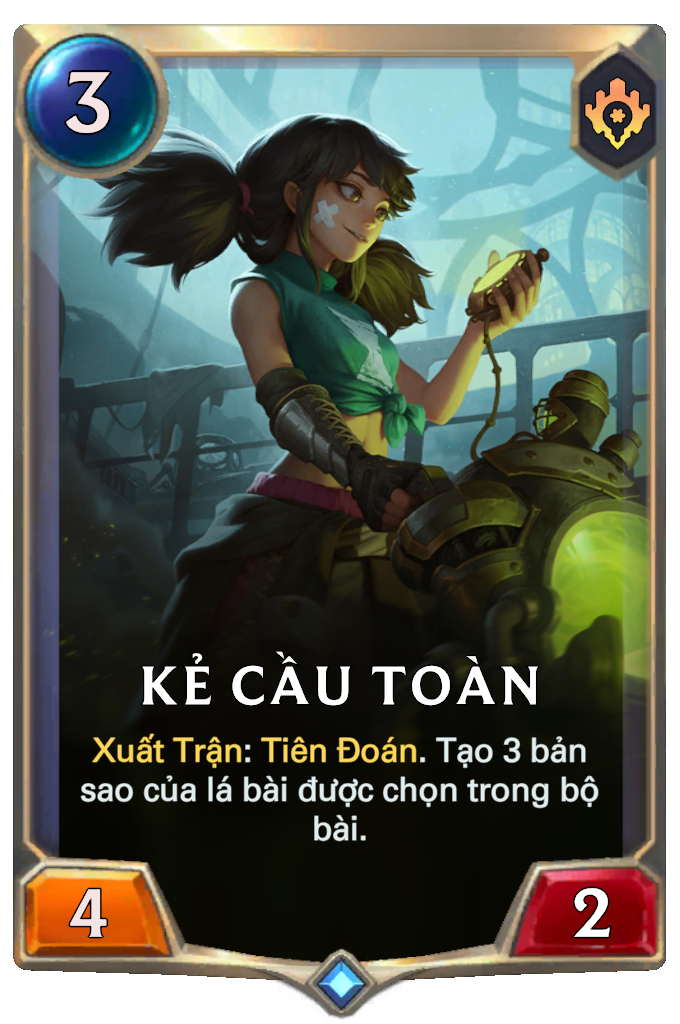 3
KẺ CẦU TOÀN
Xuất Trận: Tiên Đoán. Tạo 3 bản
sao của lá bài được chọn trong bộ
bài.
4
2